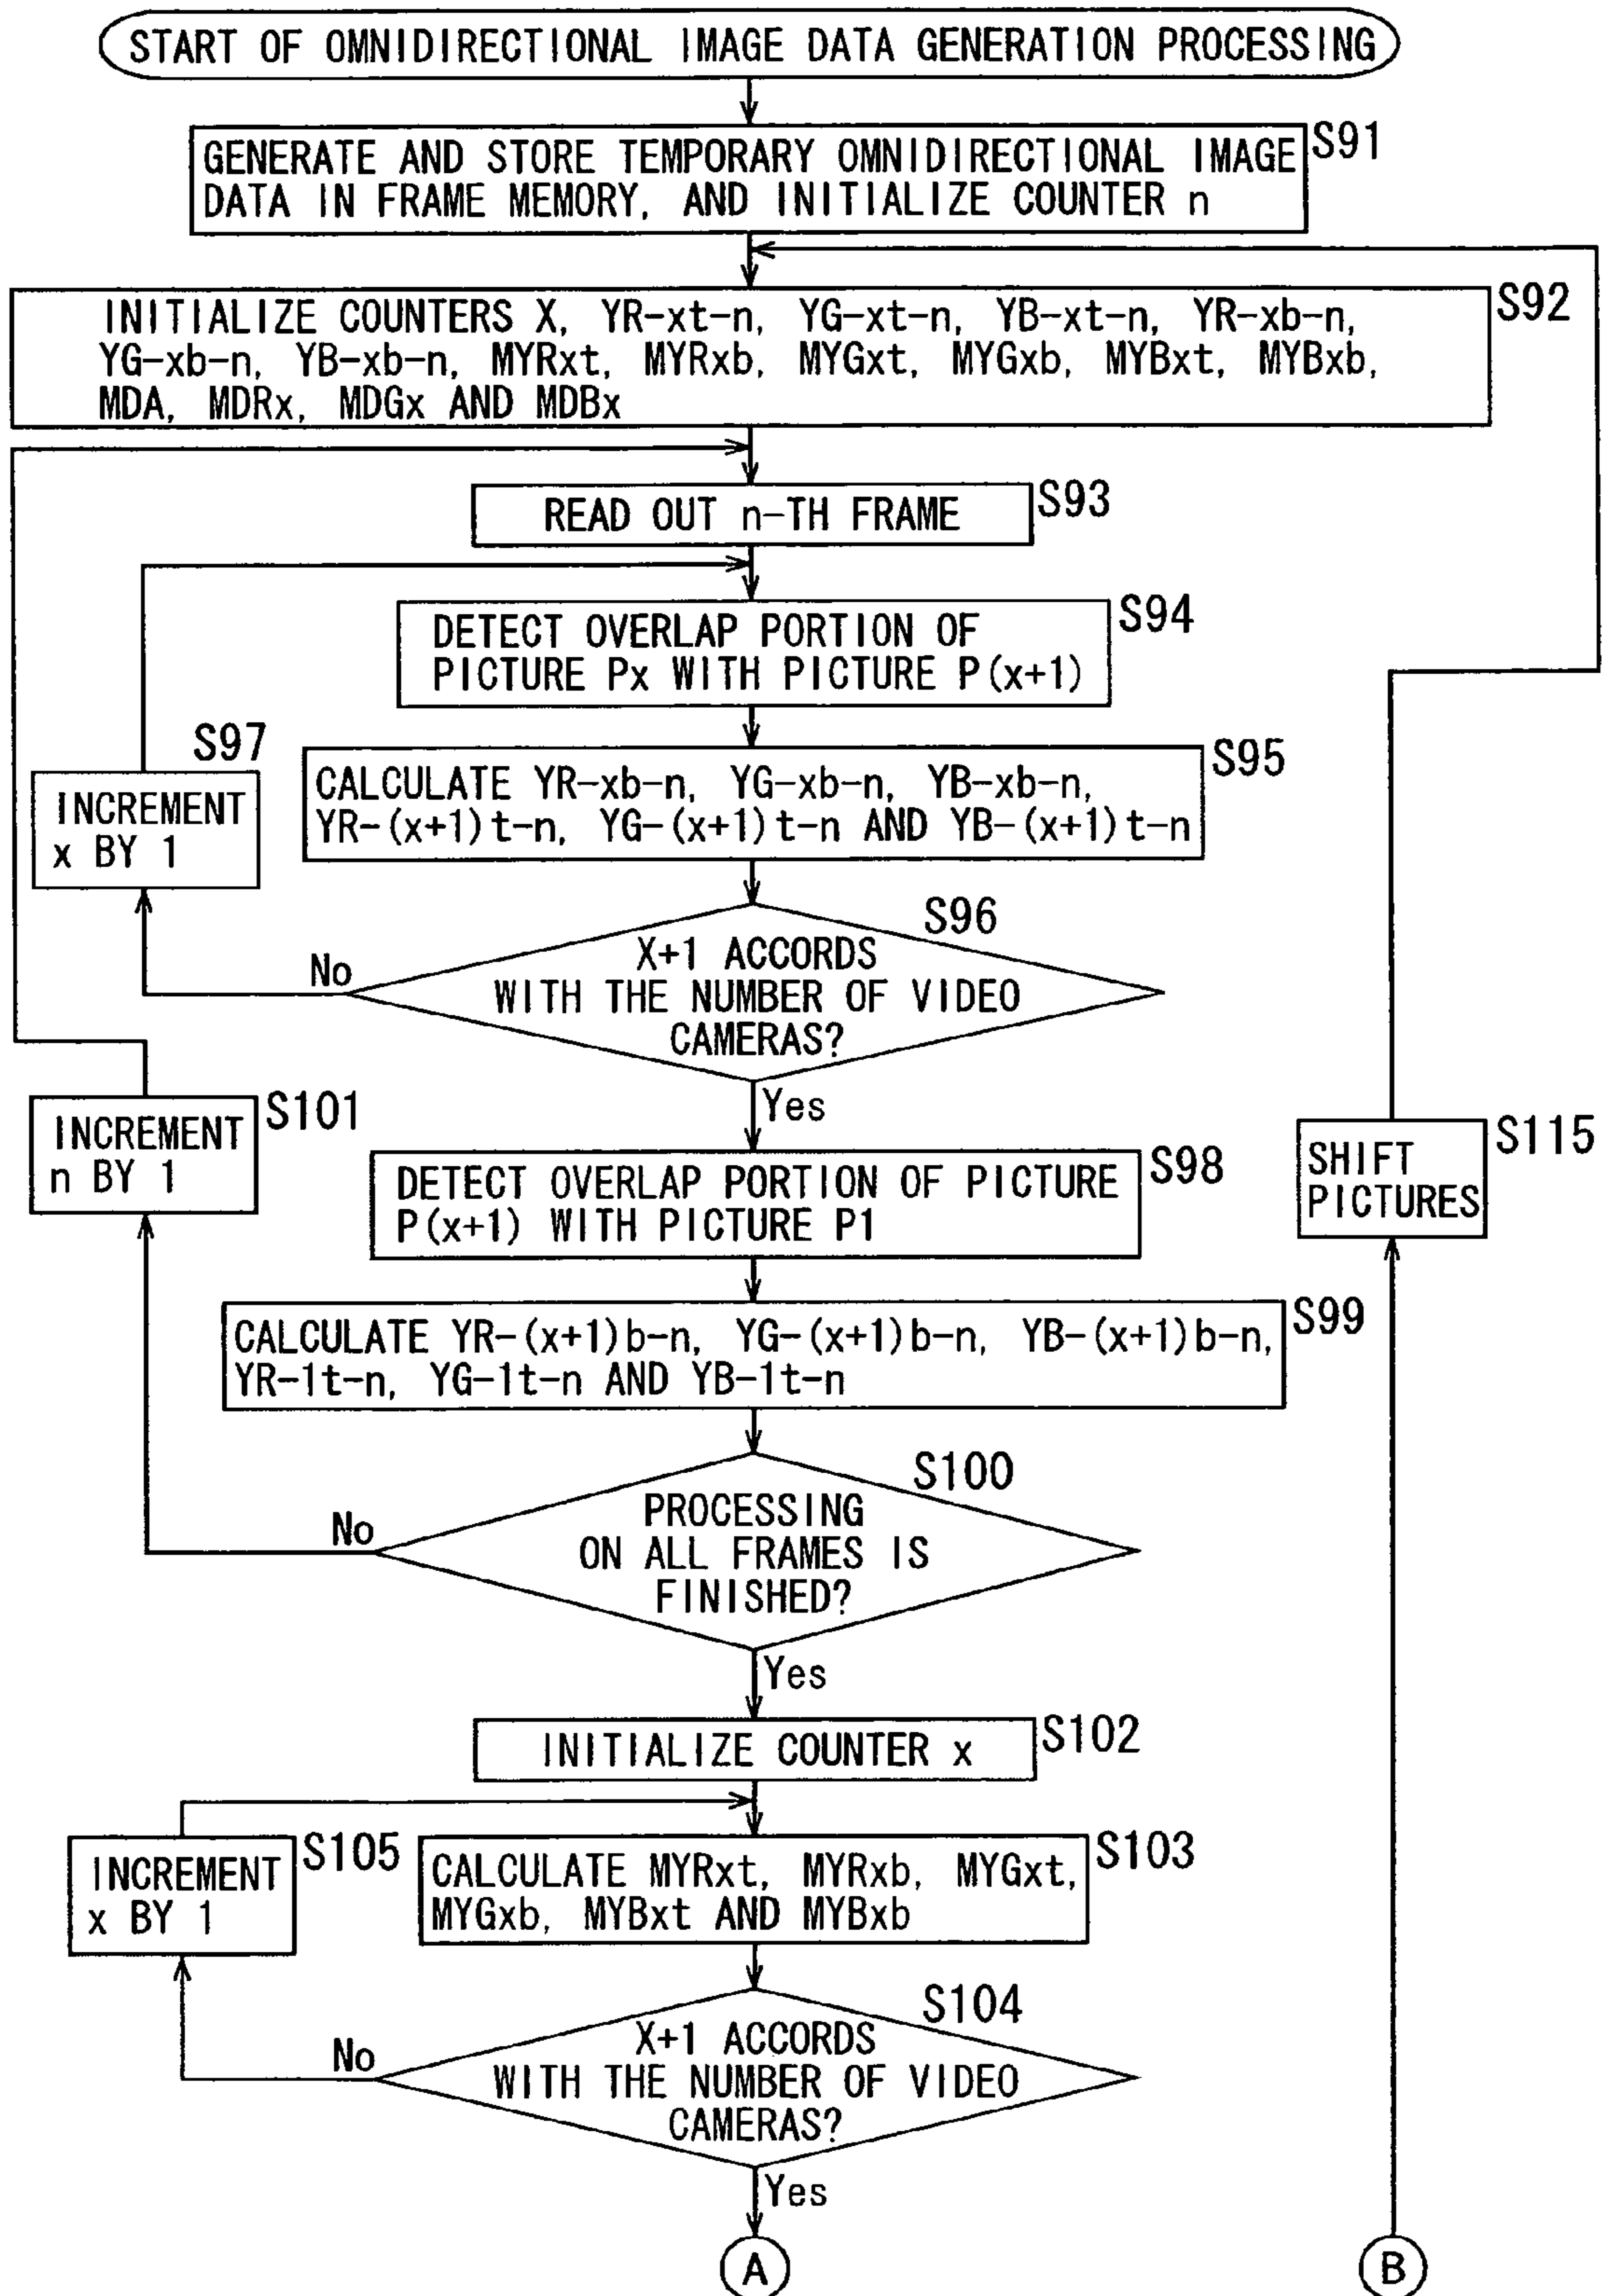 START OF OMNIDIRECTIONAL IMAGE DATA GENERATION PROCESSING
S91
GENERATE AND STORE TEMPORARY OMNIDIRECTIONAL IMAGE
DATA IN FRAME MEMORY, AND INITIALIZE COUNTER n
S92
INITIALIZE COUNTERS X, YR-xt-n, YG-xt-n, YB-xt-n, YR-xb-n,
YG-xb-n, YB-xb-n, MYRxt, MYRxb, MYGxt, MYGxb, MYBxt, MYBxb,
MDA, MDRx, MDGx AND MDBx
S93
READ OUT n-TH FRAME
S94
DETECT OVERLAP PORTION OF
PICTURE Px WITH PICTURE P(x+1)
S97
INCREMENT
x BY 1
S95
CALCULATE YR-xb-n, YG-xb-n, YB-xb-n,
YR-(x+1)t-n, YG-(x+1)t-n AND YB-(x+1)t-n
S96
X+1 ACCORDS
WITH THE NUMBER OF VIDEO
CAMERAS?
No
Yes
S101
INCREMENT
n BY 1
S115
SHIFT
PICTURES
S98
DETECT OVERLAP PORTION OF PICTURE
P(x+1) WITH PICTURE P1
S99
CALCULATE YR-(x+1)b-n, YG-(x+1)b-n, YB-(x+1)b-n,
YR-1t-n, YG-1t-n AND YB-1t-n
S100
PROCESSING
ON ALL FRAMES IS
FINISHED?
No
Yes
S102
INITIALIZE COUNTER x
S105
INCREMENT
x BY 1
S103
CALCULATE MYRxt, MYRxb, MYGxt,
MYGxb, MYBxt AND MYBxb
S104
X+1 ACCORDS
WITH THE NUMBER OF VIDEO
CAMERAS?
No
Yes
A
B